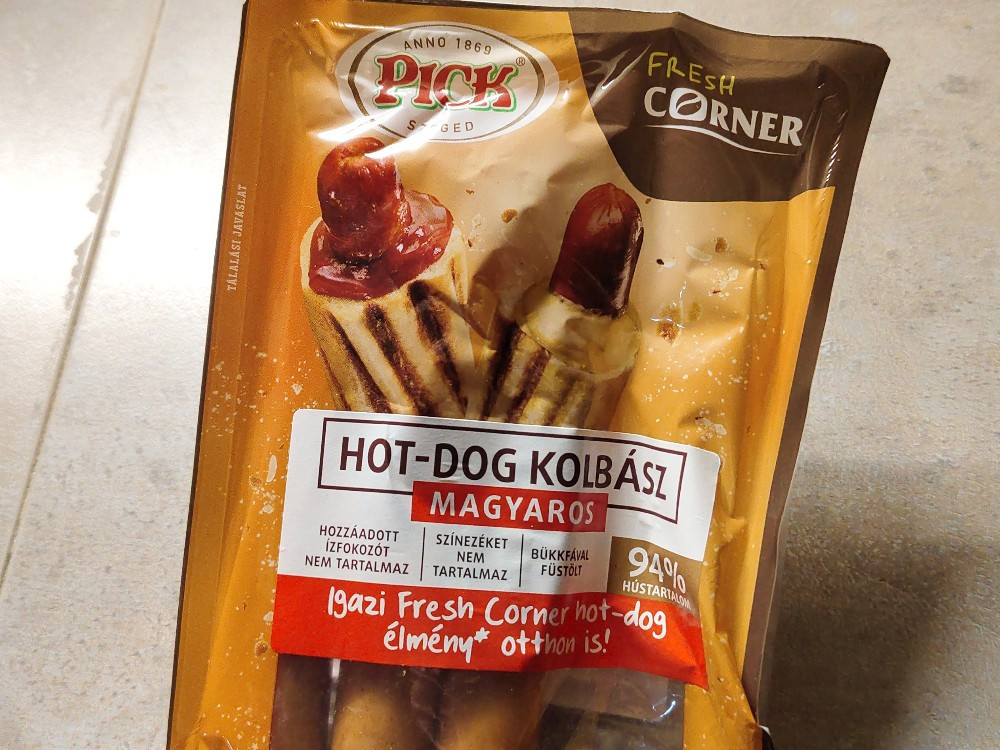 ANNO 1869
PICK®
SZEGED
FRESH
CORNER
TÁLALÁSI JAVASLAT
HOT-DOG KOLBÁSZ
MAGYAROS
HOZZÁADOTT
ÍZFOKOZÓT
NEM TARTALMAZ
SZÍNEZÉKET
NEM
TARTALMAZ
BÜKKFÁVAL
FÜSTÖLT
94%
HÚSTARTALOM
Igazi Fresh Corner hot-dog
élmény* otthon is!